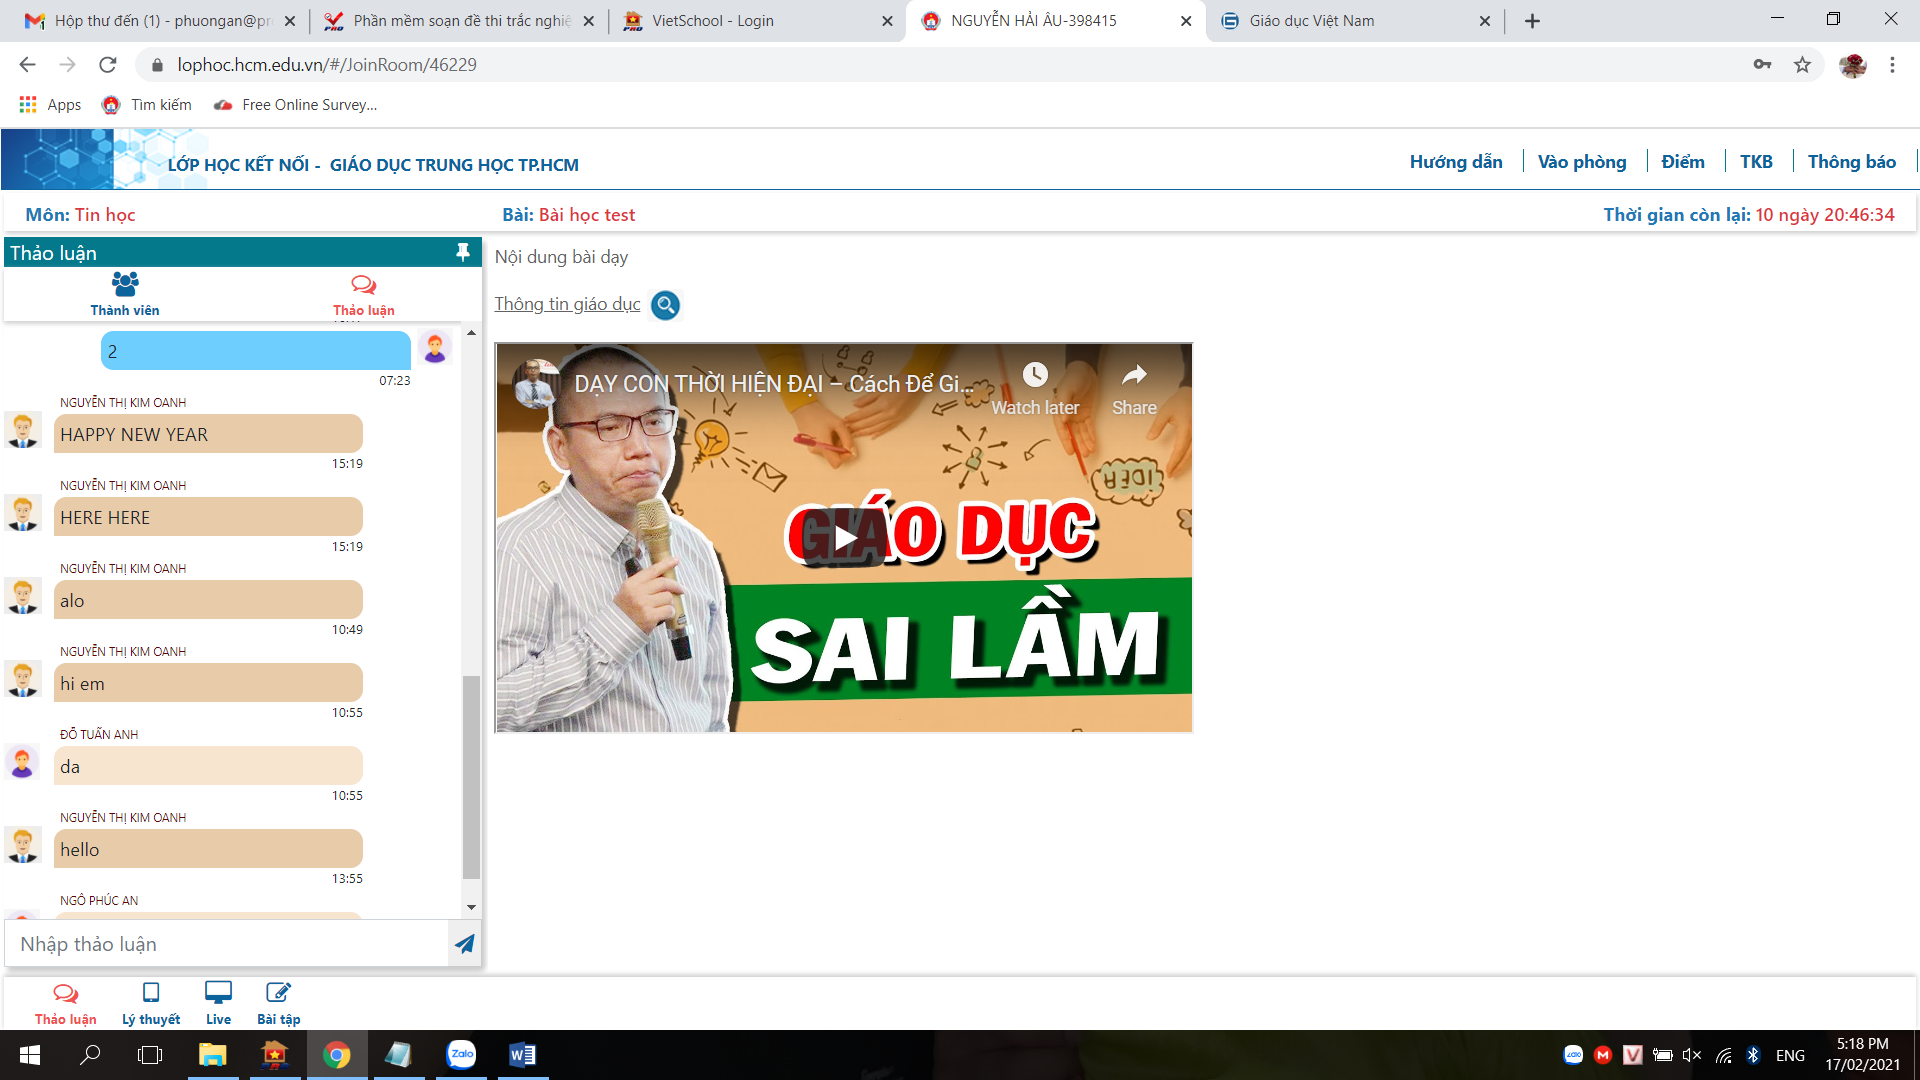 Hộp thư đến (1) - phuongan@pr
Phần mềm soạn đề thi trắc nghiệ
VietSchool - Login
NGUYỄN HẢI ÂU-398415
Giáo dục Việt Nam
lophoc.hcm.edu.vn/#/JoinRoom/46229
Apps
Tìm kiếm
Free Online Survey...
LỚP HỌC KẾT NỐI - GIÁO DỤC TRUNG HỌC TP.HCM
Hướng dẫn
Vào phòng
Điểm
TKB
Thông báo
Môn: Tin học
Bài: Bài học test
Thời gian còn lại: 10 ngày 20:46:34
Thảo luận
Thành viên
Thảo luận
2
07:23
NGUYỄN THỊ KIM OANH
HAPPY NEW YEAR
15:19
NGUYỄN THỊ KIM OANH
HERE HERE
15:19
NGUYỄN THỊ KIM OANH
alo
10:49
NGUYỄN THỊ KIM OANH
hi em
10:55
ĐỖ TUẤN ANH
da
10:55
NGUYỄN THỊ KIM OANH
hello
13:55
NGÔ PHÚC AN
Nhập thảo luận
Nội dung bài dạy
Thông tin giáo dục
DẠY CON THỜI HIỆN ĐẠI – Cách Để Gi...
Watch later
Share
IDEA
GIÁO DỤC
SAI LẦM
Thảo luận
Lý thuyết
Live
Bài tập
Zalo
ENG
5:18 PM
17/02/2021